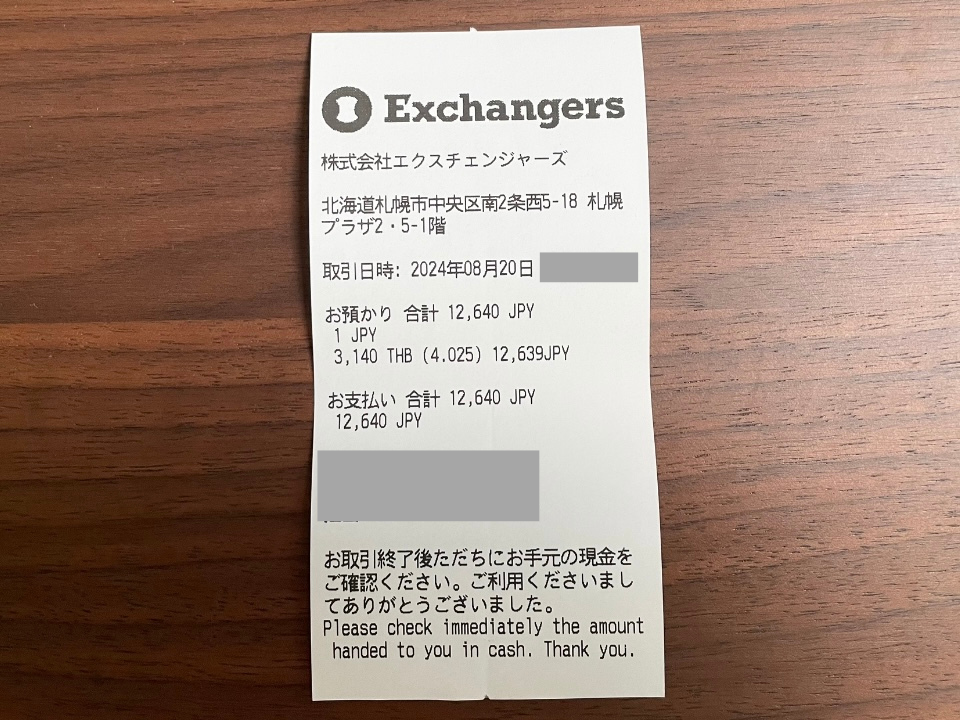 Exchangers
株式会社エクスチェンジャーズ
北海道札幌市中央区南2条西5-18 札幌
プラザ2・5-1階
取引日時: 2024年08月20日
お預かり 合計 12,640 JPY
1 JPY
3,140 THB (4.025) 12,639JPY
お支払い 合計 12,640 JPY
12,640 JPY
お取引終了後ただちにお手元の現金を
ご確認ください。ご利用くださいまし
てありがとうございました。
Please check immediately the amount
handed to you in cash. Thank you.